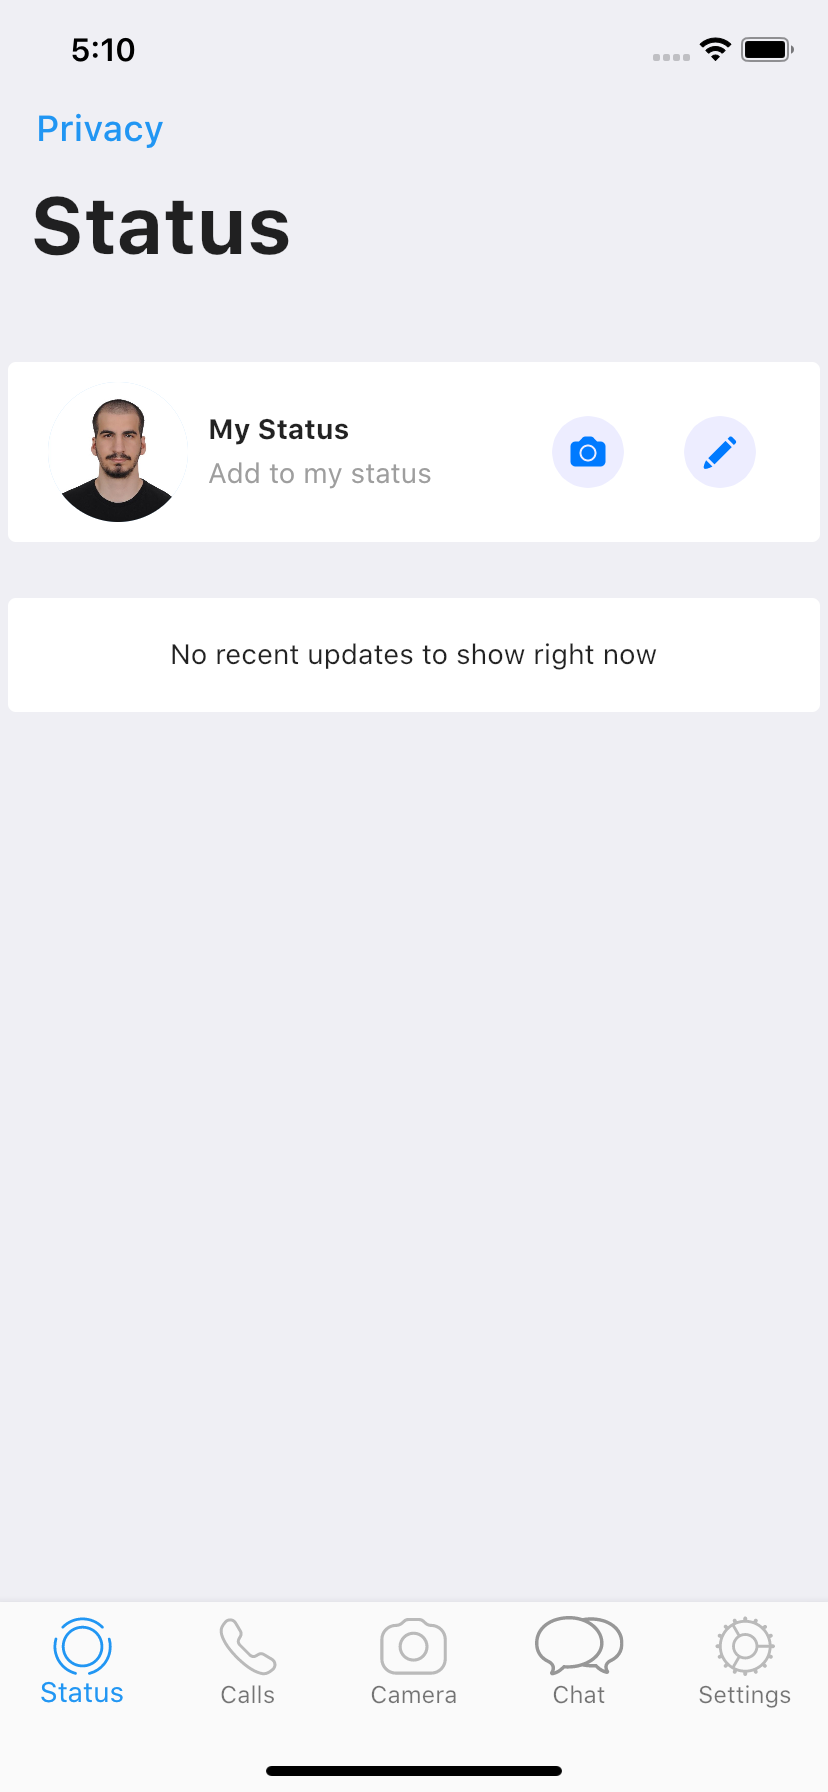 5:10
Privacy
Status
My Status
Add to my status
No recent updates to show right now
Status
Calls
Camera
Chat
Settings